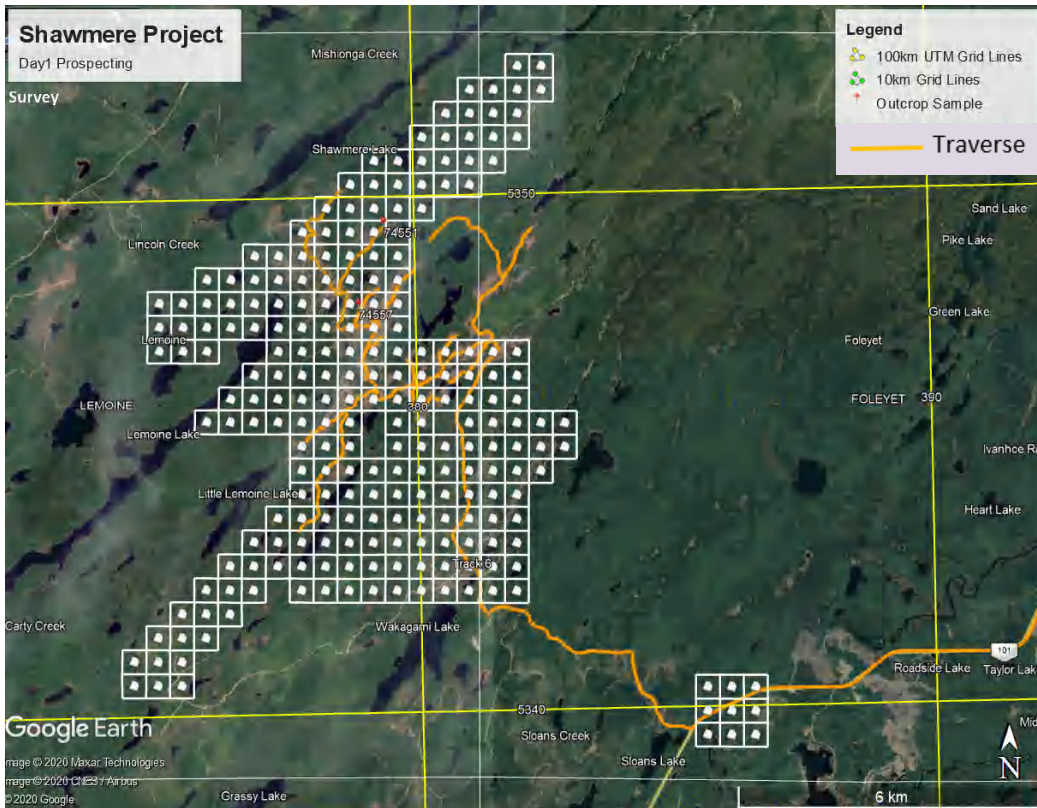 Shawmere Project
Day1 Prospecting
Survey
Legend
100km UTM Grid Lines
10km Grid Lines
Outcrop Sample
Traverse
Mishionga Creek
Shawmere Lake
5350
Sand Lake
74551
Lincoln Creek
Pike Lake
74557
Green Lake
Lemoine
Foleyet
LEMOINE
380
FOLEYET
390
Lemoine Lake
Little Lemoine Lake
Heart Lake
Track 6
Carty Creek
Wakagami Lake
101
Roadside Lake
Taylor Lak
5340
Google Earth
Sloans Creek
Mid
Sloans Lake
mage © 2020 Maxar Technologies
mage © 2020 CNES / Airbus
© 2020 Google
Grassy Lake
N
6 km